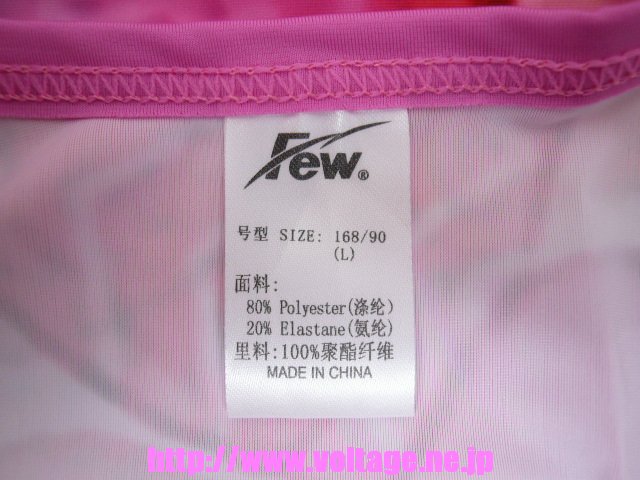 Few®
号型 SIZE: 168/90
(L)
面料:
80% Polyester(涤纶)
20% Elastane(氨纶)
里料:100%聚酯纤维
MADE IN CHINA
http://www.voltage.ne.jp